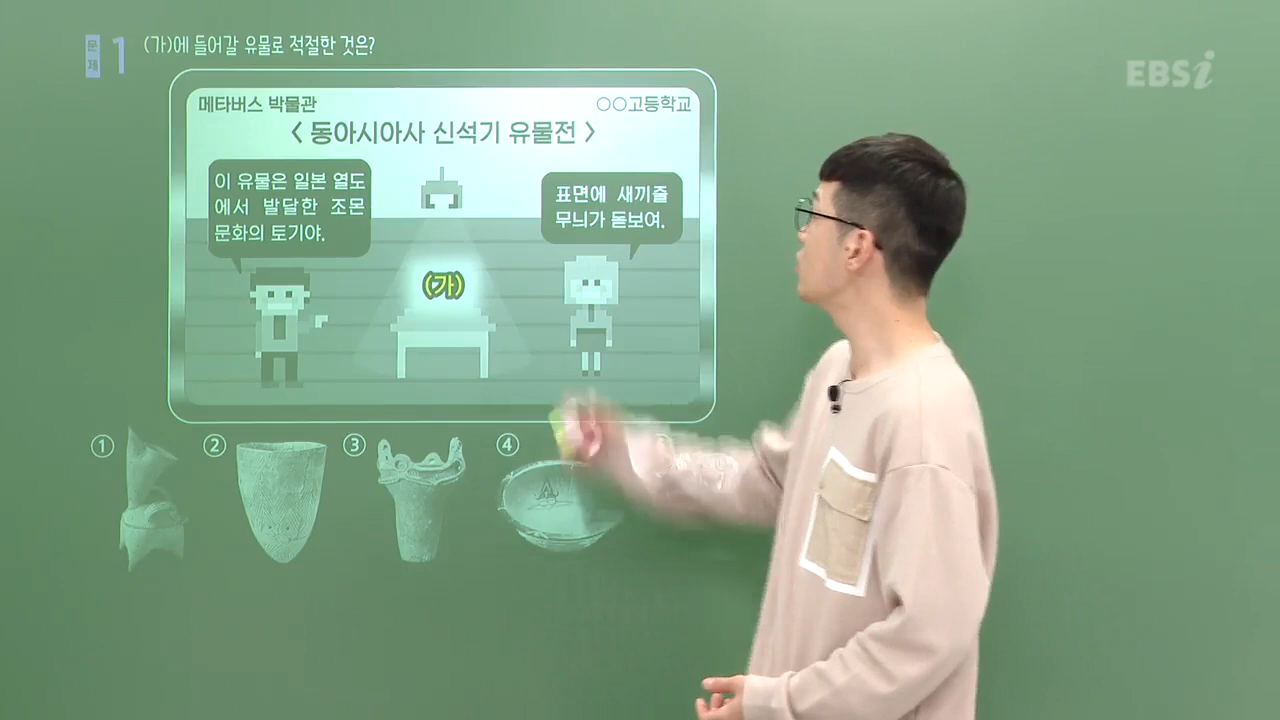 문제 1 (가)에 들어갈 유물로 적절한 것은?
EBSi
메타버스 박물관
○○고등학교
< 동아시아사 신석기 유물전 >
이 유물은 일본 열도
에서 발달한 조몬
문화의 토기야.
표면에 새끼줄
무늬가 돋보여.
(가)
①
②
③
④